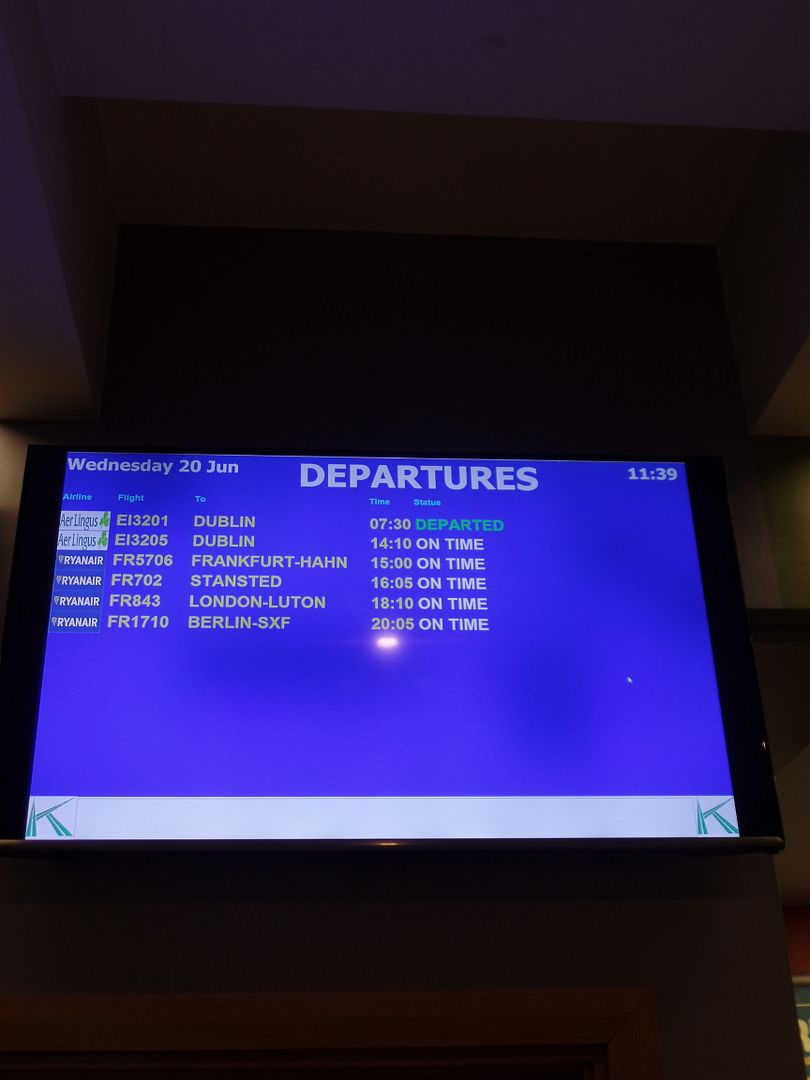 Wednesday 20 Jun DEPARTURES 11:39
Airline Flight To Time Status
Aer Lingus EI3201 DUBLIN 07:30 DEPARTED
Aer Lingus EI3205 DUBLIN 14:10 ON TIME
RYANAIR FR5706 FRANKFURT-HAHN 15:00 ON TIME
RYANAIR FR702 STANSTED 16:05 ON TIME
RYANAIR FR843 LONDON-LUTON 18:10 ON TIME
RYANAIR FR1710 BERLIN-SXF 20:05 ON TIME
K K